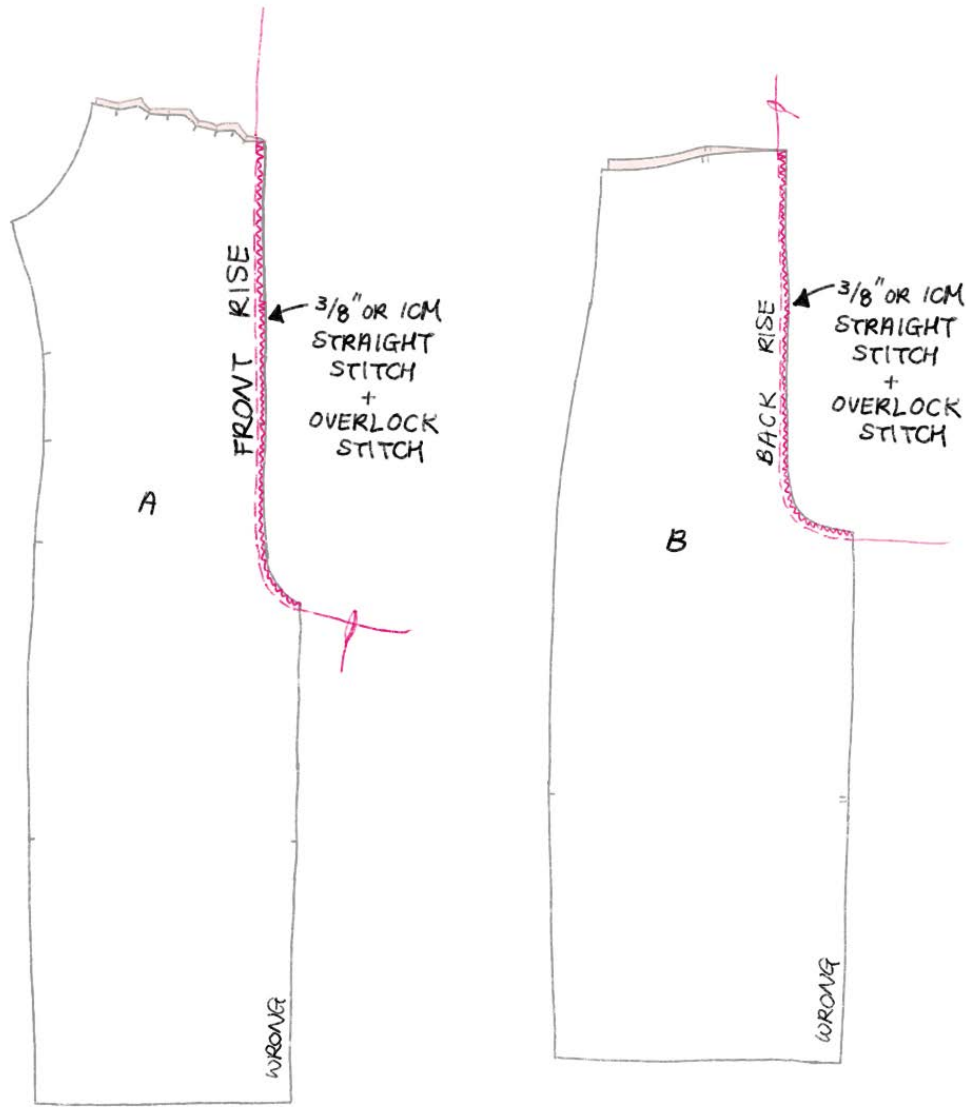 FRONT RISE
3/8" OR 1CM
STRAIGHT
STITCH
+
OVERLOCK
STITCH
A
WRONG
BACK RISE
3/8" OR 1CM
STRAIGHT
STITCH
+
OVERLOCK
STITCH
B
WRONG